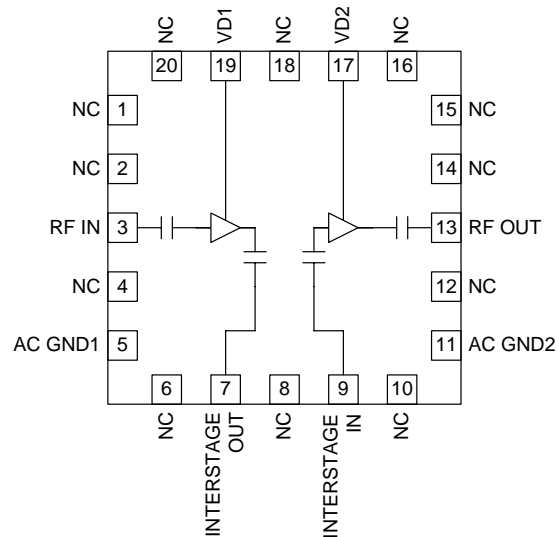 NC
VD1
NC
VD2
NC
20
19
18
17
16
NC 1
15 NC
NC 2
14 NC
RF IN 3
13 RF OUT
NC 4
12 NC
AC GND1 5
11 AC GND2
6
7
8
9
10
NC
INTERSTAGE
OUT
NC
INTERSTAGE
IN
NC